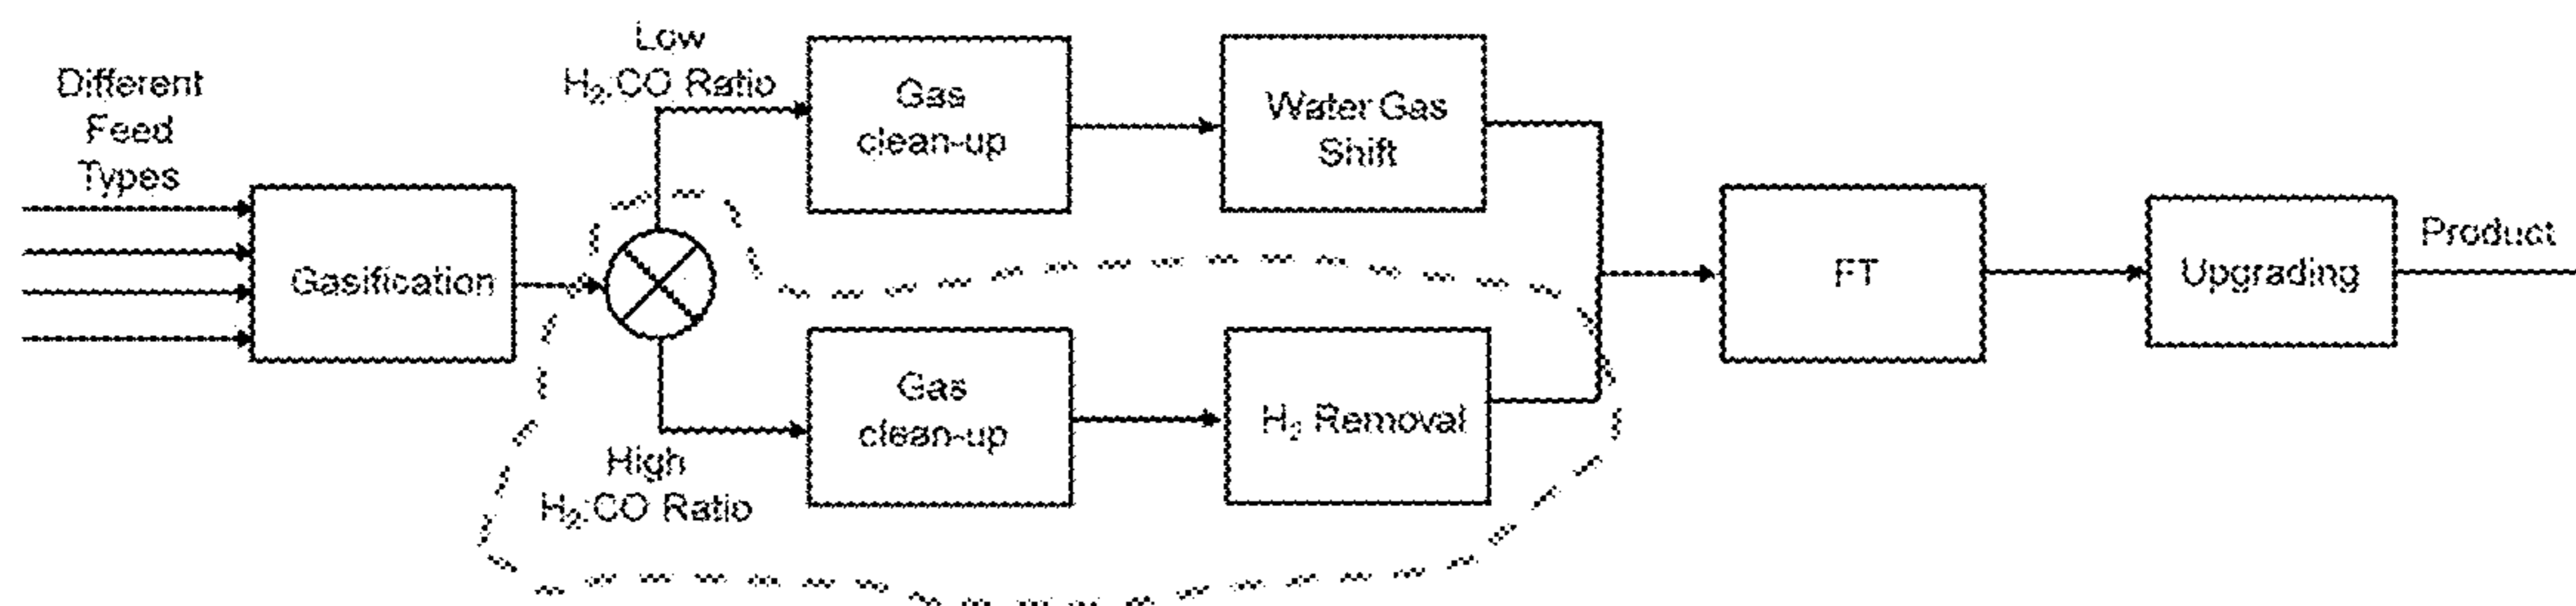 Different
Feed
Types
Gasification
Low
H₂:CO Ratio
High
H₂:CO Ratio
Gas
clean-up
Water Gas
Shift
Gas
clean-up
H₂ Removal
FT
Upgrading
Product